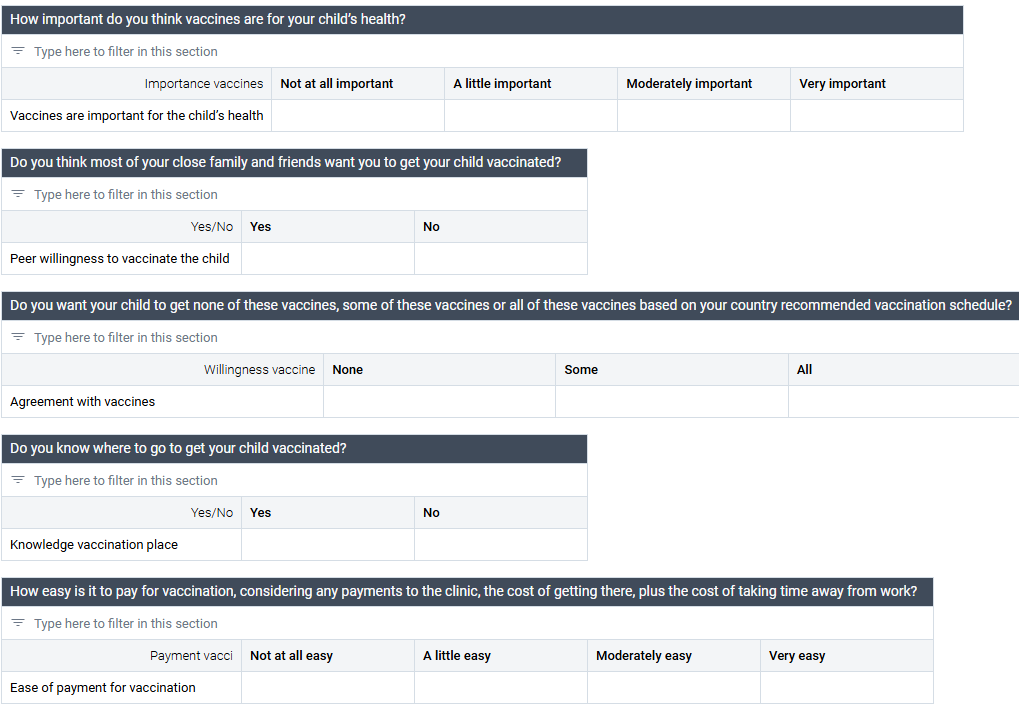 How important do you think vaccines are for your child’s health?
Type here to filter in this section
Importance vaccines Not at all important A little important Moderately important Very important
Vaccines are important for the child’s health
Do you think most of your close family and friends want you to get your child vaccinated?
Type here to filter in this section
Yes/No Yes No
Peer willingness to vaccinate the child
Do you want your child to get none of these vaccines, some of these vaccines or all of these vaccines based on your country recommended vaccination schedule?
Type here to filter in this section
Willingness vaccine None Some All
Agreement with vaccines
Do you know where to go to get your child vaccinated?
Type here to filter in this section
Yes/No Yes No
Knowledge vaccination place
How easy is it to pay for vaccination, considering any payments to the clinic, the cost of getting there, plus the cost of taking time away from work?
Type here to filter in this section
Payment vacci Not at all easy A little easy Moderately easy Very easy
Ease of payment for vaccination